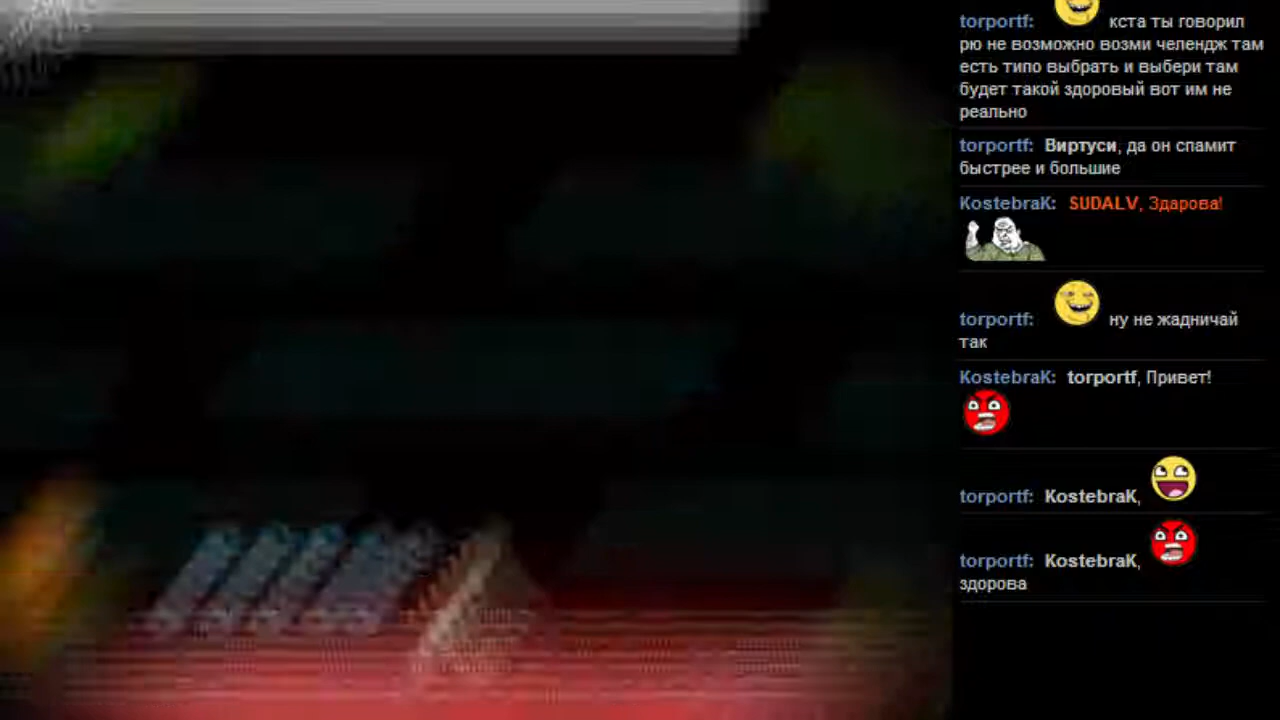 torportf: кста ты говорил
рю не возможно возми челендж там
есть типо выбрать и выбери там
будет такой здоровый вот им не
реально
torportf: Виртуси, да он спамит
быстрее и большие
KostebraK: SUDALV, Здарова!
torportf: ну не жадничай
так
KostebraK: torportf, Привет!
torportf: KostebraK,
torportf: KostebraK,
здорова